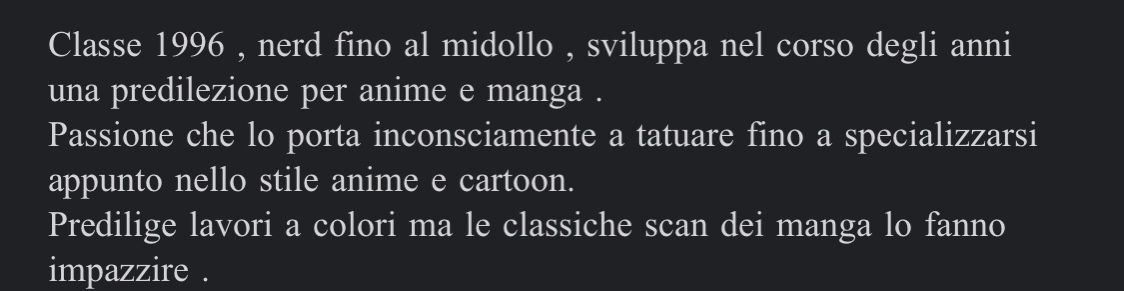 Classe 1996 , nerd fino al midollo , sviluppa nel corso degli anni
una predilezione per anime e manga .
Passione che lo porta inconsciamente a tatuare fino a specializzarsi
appunto nello stile anime e cartoon.
Predilige lavori a colori ma le classiche scan dei manga lo fanno
impazzire .